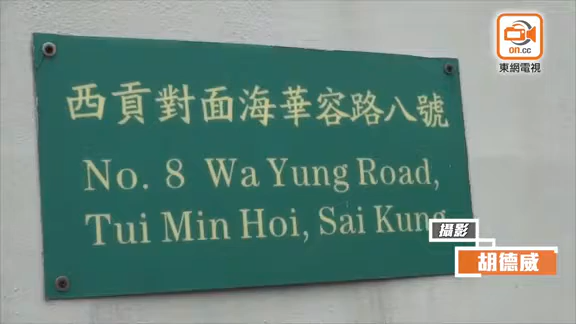 on.cc
東網電視
西貢對面海華容路八號
No. 8 Wa Yung Road,
Tui Min Hoi, Sai Kung
攝影
胡德威